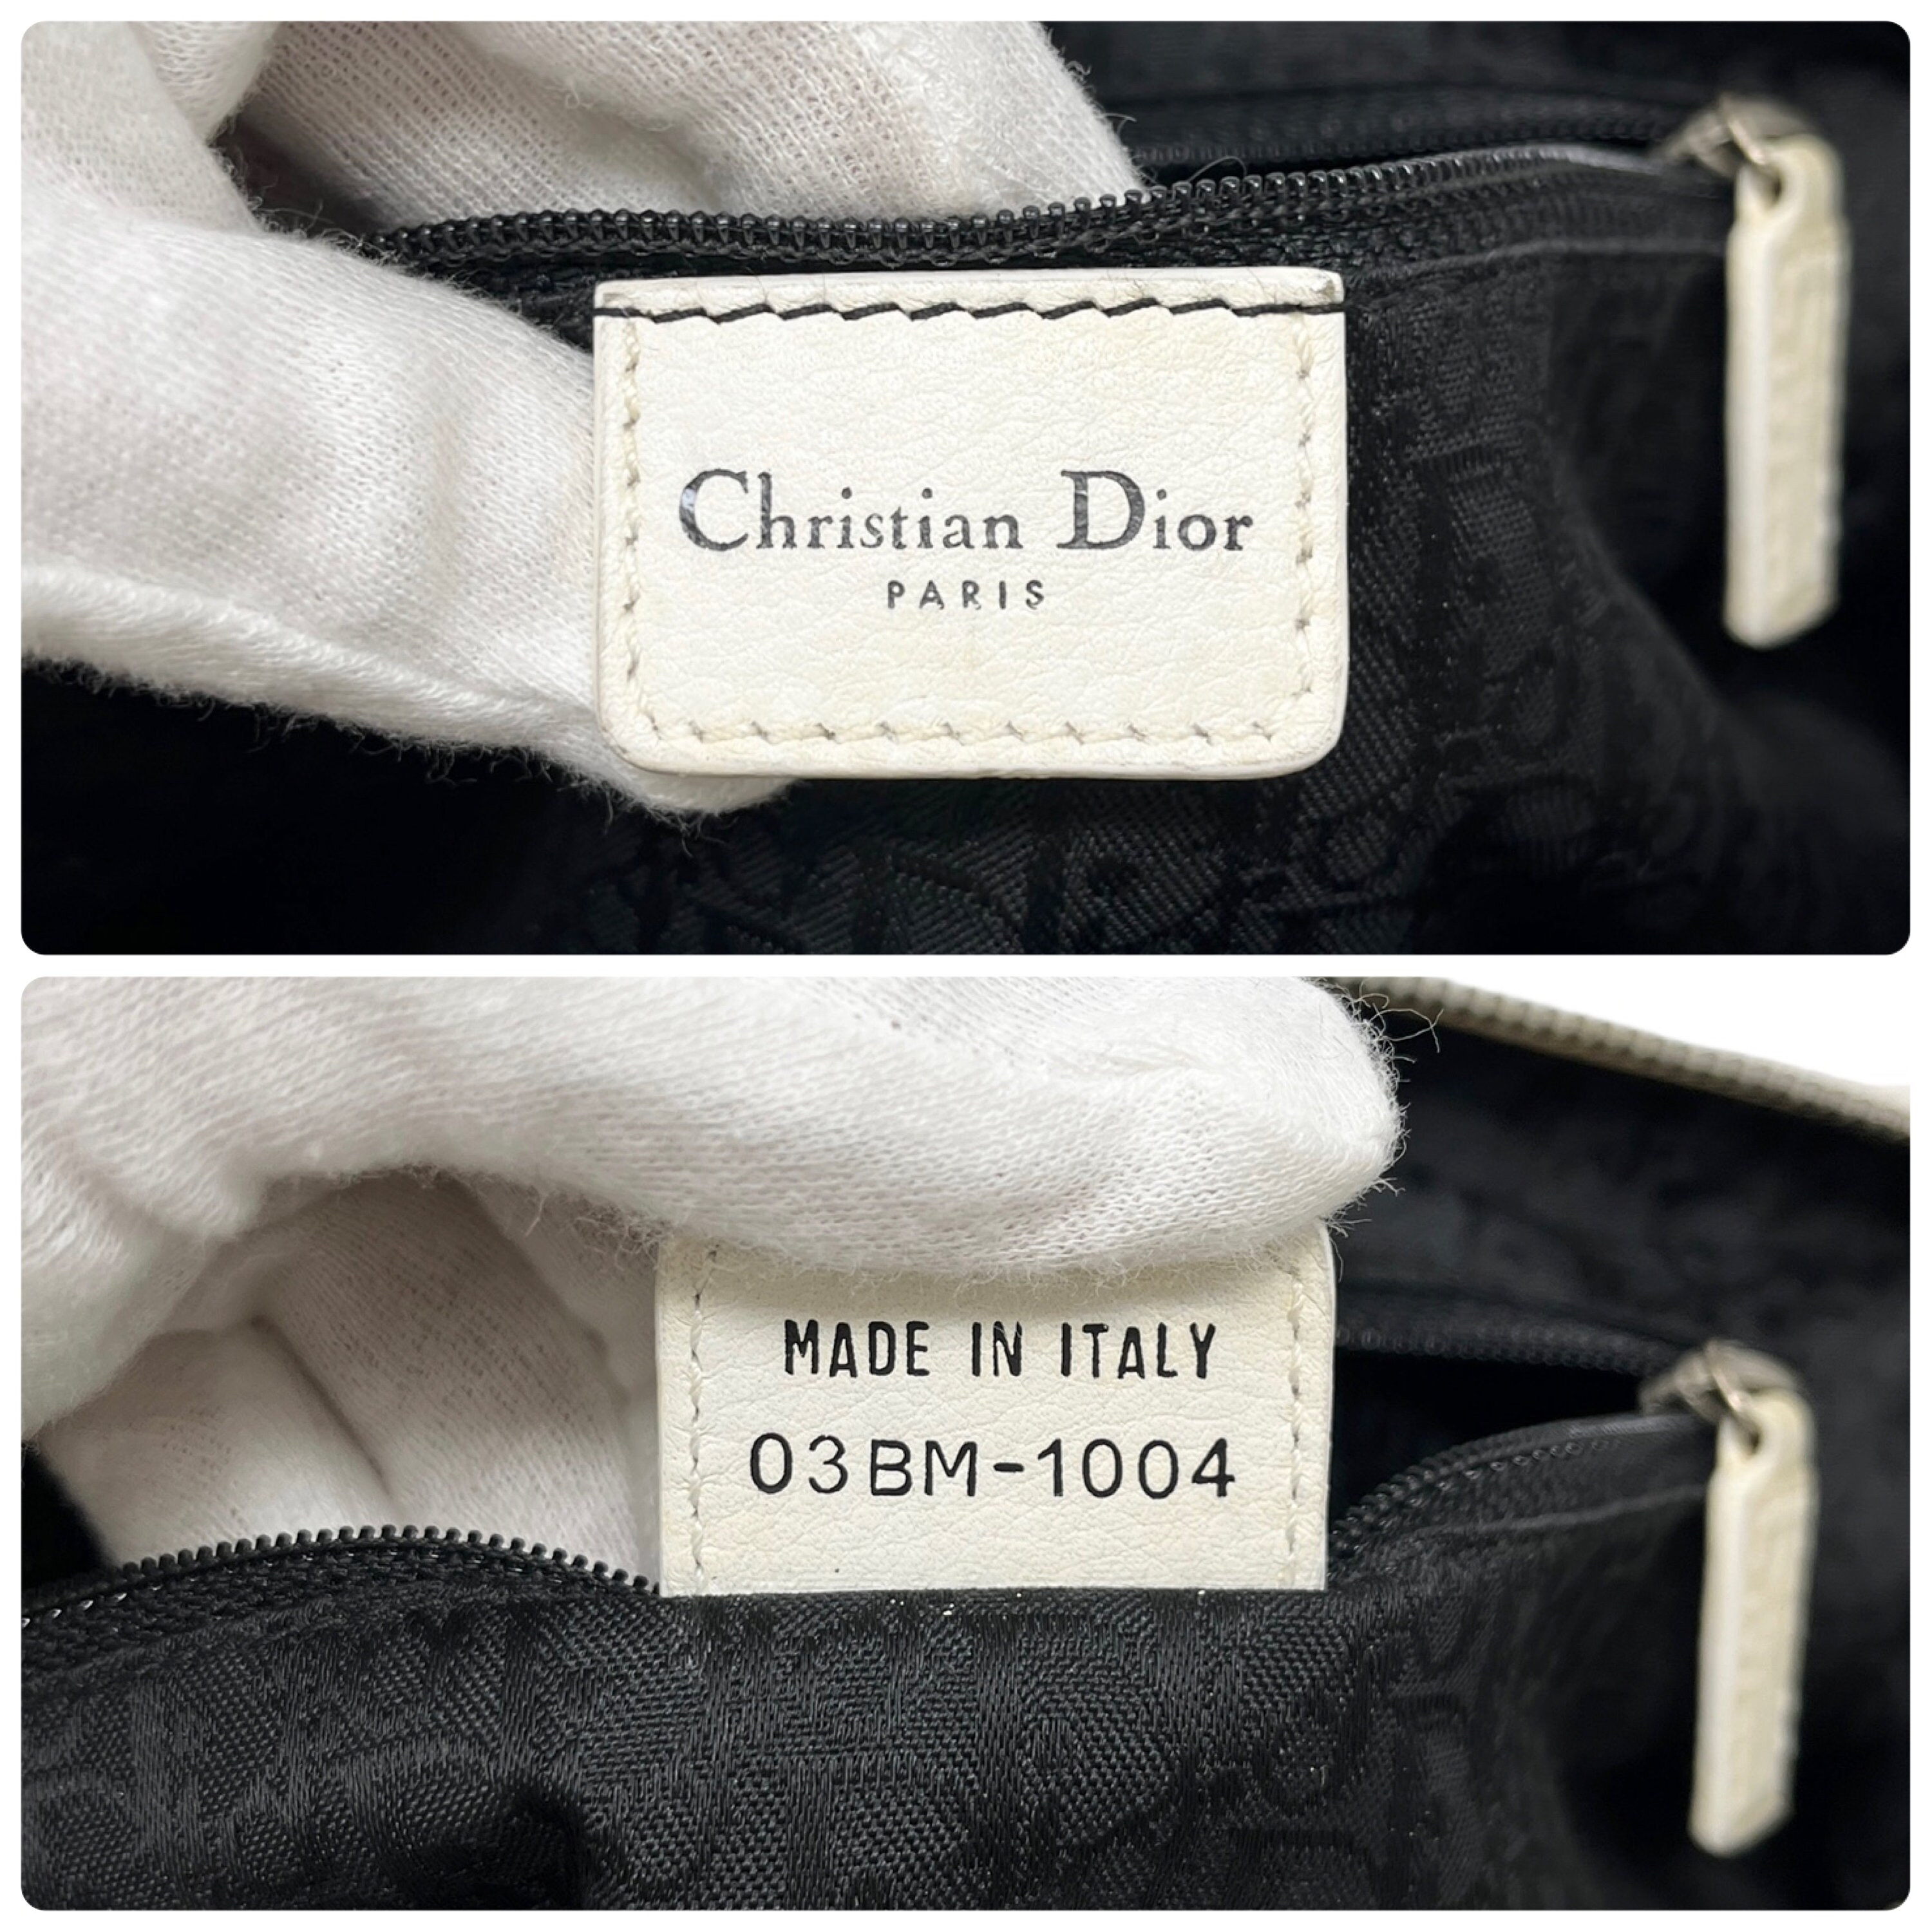 Christian Dior
PARIS
MADE IN ITALY
03BM-1004